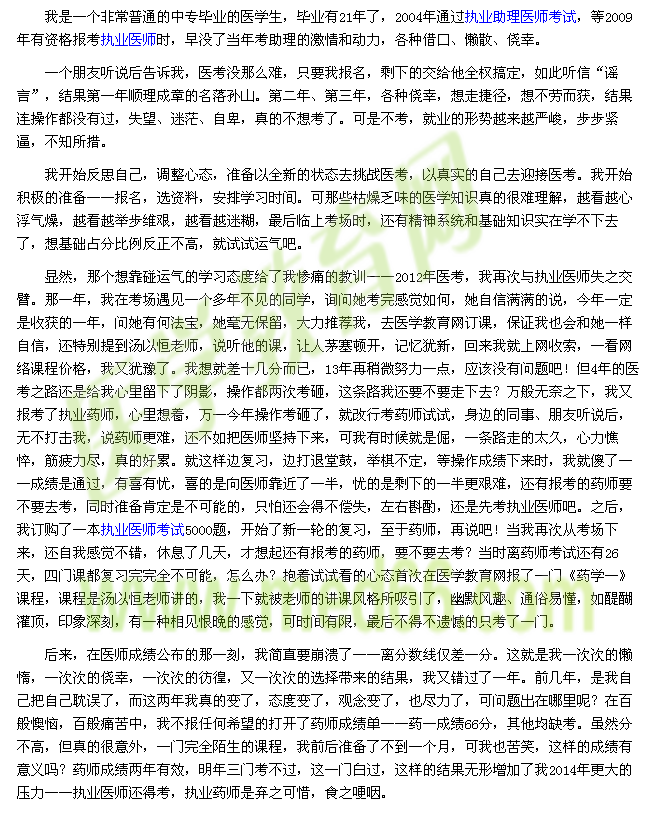 我是一个非常普通的中专毕业的医学生，毕业有21年了，2004年通过执业助理医师考试，等2009
年有资格报考执业医师时，早没了当年考助理的激情和动力，各种借口、懒散、侥幸。
一个朋友听说后告诉我，医考没那么难，只要我报名，剩下的交给他全权搞定，如此听信“谣
言”，结果第一年顺理成章的名落孙山。第二年、第三年，各种侥幸，想走捷径，想不劳而获，结果
连操作都没有过，失望、迷茫、自卑，真的不想考了。可是不考，就业的形势越来越严峻，步步紧
逼，不知所措。
我开始反思自己，调整心态，准备以全新的状态去挑战医考，以真实的自己去迎接医考。我开始
积极的准备一一报名，选资料，安排学习时间。可那些枯燥乏味的医学知识真的很难理解，越看越心
浮气燥，越看越举步维艰，越看越迷糊，最后临上考场时，还有精神系统和基础知识实在学不下去
了，想基础占分比例反正不高，就试试运气吧。
显然，那个想靠碰运气的学习态度给了我惨痛的教训一一2012年医考，我再次与执业医师失之交
臂。那一年，我在考场遇见一个多年不见的同学，询问她考完感觉如何，她自信满满的说，今年一定
是收获的一年，问她有何法宝，她毫无保留，大力推荐我，去医学教育网订课，保证我也会和她一样
自信，还特别提到汤以恒老师，说听他的课，让人茅塞顿开，记忆犹新，回来我就上网收索，一看网
络课程价格，我又犹豫了。我想就差十几分而已，13年再稍微努力一点，应该没有问题吧！但4年的医
考之路还是给我心里留下了阴影，操作都两次考砸，这条路我还要不要走下去？万般无奈之下，我又
报考了执业药师，心里想着，万一今年操作考砸了，就改行考药师试试，身边的同事、朋友听说后，
无不打击我，说药师更难，还不如把医师坚持下来，可我有时候就是倔，一条路走的太久，心力憔
悴，筋疲力尽，真的好累。就这样边复习，边打退堂鼓，举棋不定，等操作成绩下来时，我就傻了一
一成绩是通过，有喜有忧，喜的是向医师靠近了一半，忧的是剩下的一半更艰难，还有报考的药师要
不要去考，同时准备肯定是不可能的，只怕还会得不偿失，左右斟酌，还是先考执业医师吧。之后，
我订购了一本执业医师考试5000题，开始了新一轮的复习，至于药师，再说吧！当我再次从考场下
来，还自我感觉不错，休息了几天，才想起还有报考的药师，要不要去考？当时离药师考试还有26
天，四门课都复习完完全不可能，怎么办？抱着试试看的心态首次在医学教育网报了一门《药学一》
课程，课程是汤以恒老师讲的，我一下就被老师的讲课风格所吸引了，幽默风趣、通俗易懂，如醍醐
灌顶，印象深刻，有一种相见恨晚的感觉，可时间有限，最后不得不遗憾的只考了一门。
后来，在医师成绩公布的那一刻，我简直要崩溃了一一离分数线仅差一分。这就是我一次次的懒
惰，一次次的侥幸，一次次的彷徨，又一次次的选择带来的结果，我又错过了一年。前几年，是我自
己把自己耽误了，而这两年我真的变了，态度变了，观念变了，也尽力了，可问题出在哪里呢？在百
般懊恼，百般痛苦中，我不报任何希望的打开了药师成绩单一一药一成绩66分，其他均缺考。虽然分
不高，但真的很意外，一门完全陌生的课程，我前后准备了不到一个月，可我也苦笑，这样的成绩有
意义吗？药师成绩两年有效，明年三门考不过，这一门白过，这样的结果无形增加了我2014年更大的
压力一一执业医师还得考，执业药师是弃之可惜，食之哽咽。
医学教育网
www.med66.com